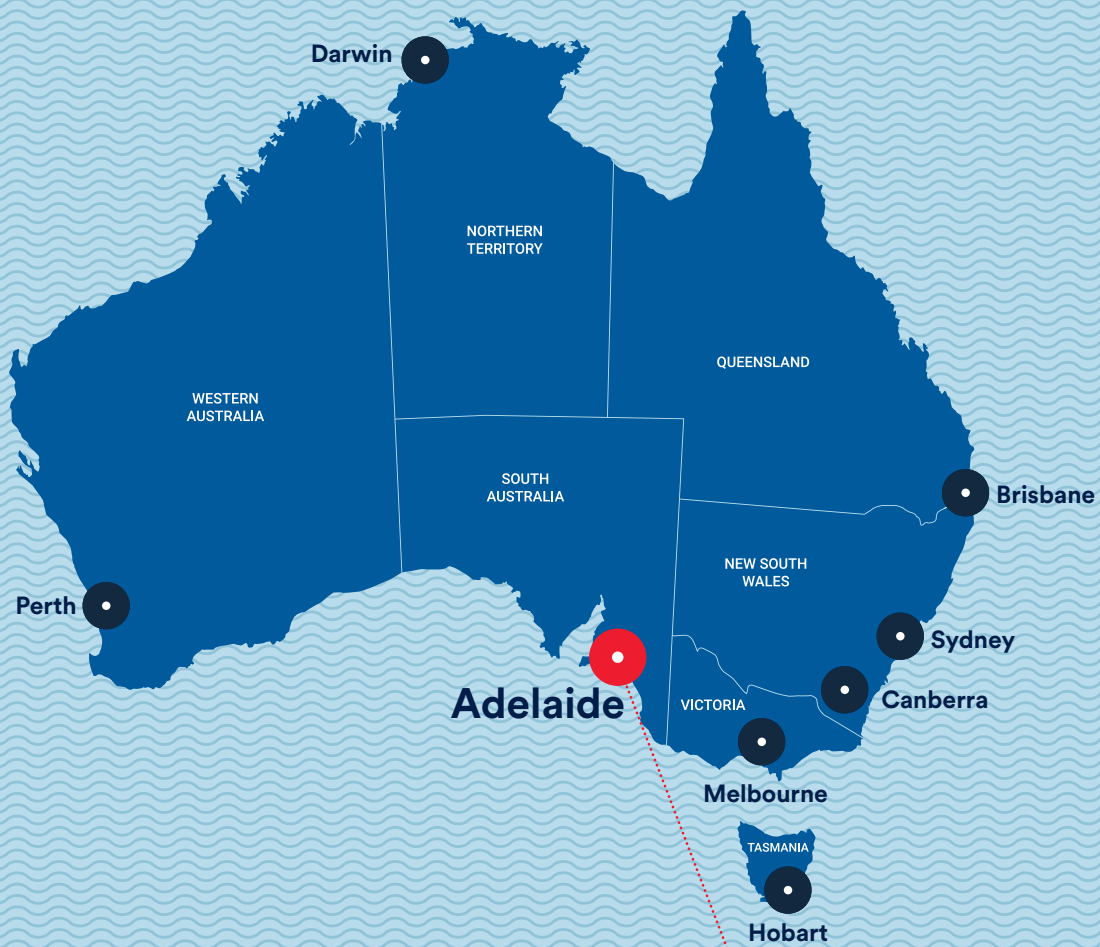 Darwin
NORTHERN
TERRITORY
QUEENSLAND
WESTERN
AUSTRALIA
SOUTH
AUSTRALIA
Brisbane
NEW SOUTH
WALES
Perth
Sydney
Adelaide
VICTORIA
Canberra
Melbourne
TASMANIA
Hobart